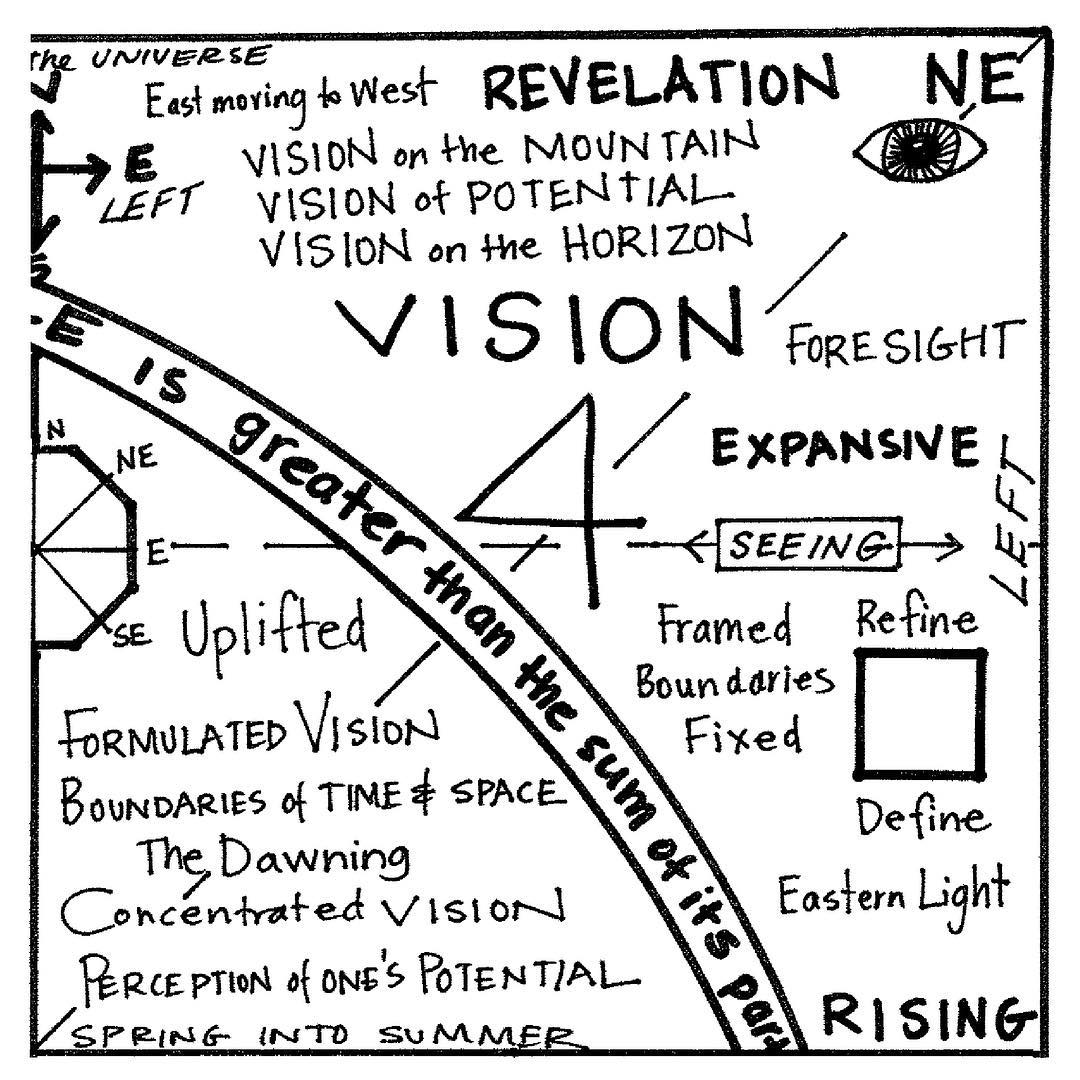 the UNIVERSE
East moving to West
REVELATION
NE
E
LEFT
VISION on the MOUNTAIN
VISION of POTENTIAL
VISION on the HORIZON
VISION
FORESIGHT
4
EXPANSIVE
LEFT
SEEING
E is greater than the sum of its part
N
NE
E
SE
Uplifted
Framed
Boundaries
Fixed
Refine
Define
FORMULATED VISION
BOUNDARIES of TIME & SPACE
The Dawning
Concentrated VISION
PERCEPTION of ONE'S POTENTIAL
SPRING INTO SUMMER
Eastern Light
RISING